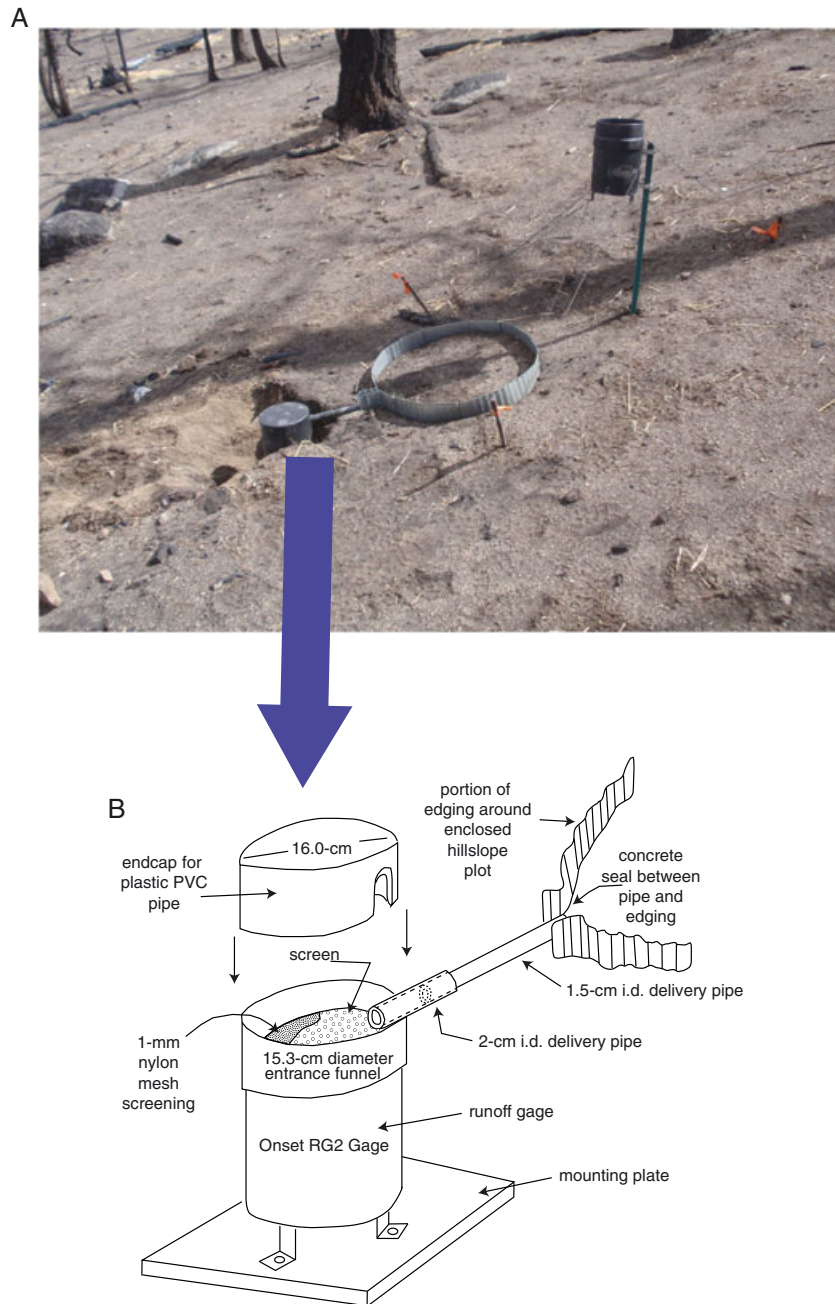 A
B
portion of
edging around
enclosed
hillslope
plot
16.0-cm
endcap for
plastic PVC
pipe
concrete
seal between
pipe and
edging
screen
1.5-cm i.d. delivery pipe
1-mm
nylon
mesh
screening
15.3-cm diameter
entrance funnel
2-cm i.d. delivery pipe
runoff gage
Onset RG2 Gage
mounting plate